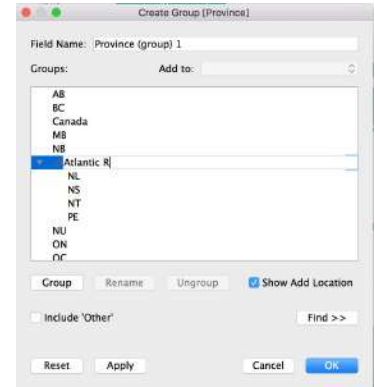 Create Group [Province]
Field Name: Province (group) 1
Groups: Add to:
AB
BC
Canada
MB
NB
Atlantic R
NL
NS
NT
PE
NU
ON
QC
Group Rename Ungroup Show Add Location
Include 'Other' Find >>
Reset Apply Cancel OK